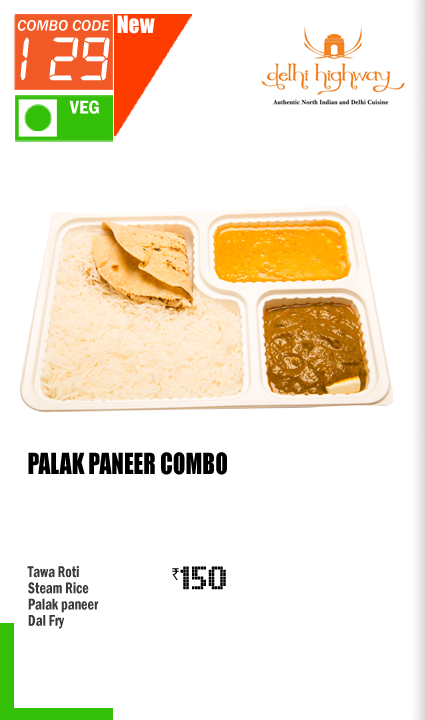 COMBO CODE
129
New
VEG
delhi highway
Authentic North Indian and Delhi Cuisine
PALAK PANEER COMBO
Tawa Roti
Steam Rice
Palak paneer
Dal Fry
₹150